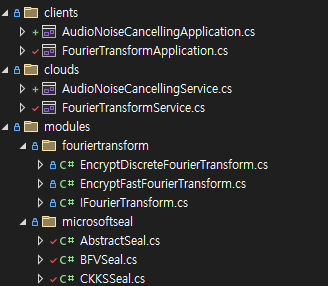 clients
AudioNoiseCancellingApplication.cs
FourierTransformApplication.cs
clouds
AudioNoiseCancellingService.cs
FourierTransformService.cs
modules
fouriertransform
C# EncryptDiscreteFourierTransform.cs
C# EncryptFastFourierTransform.cs
C# IFourierTransform.cs
microsoftseal
C# AbstractSeal.cs
C# BFVSeal.cs
C# CKKSSeal.cs